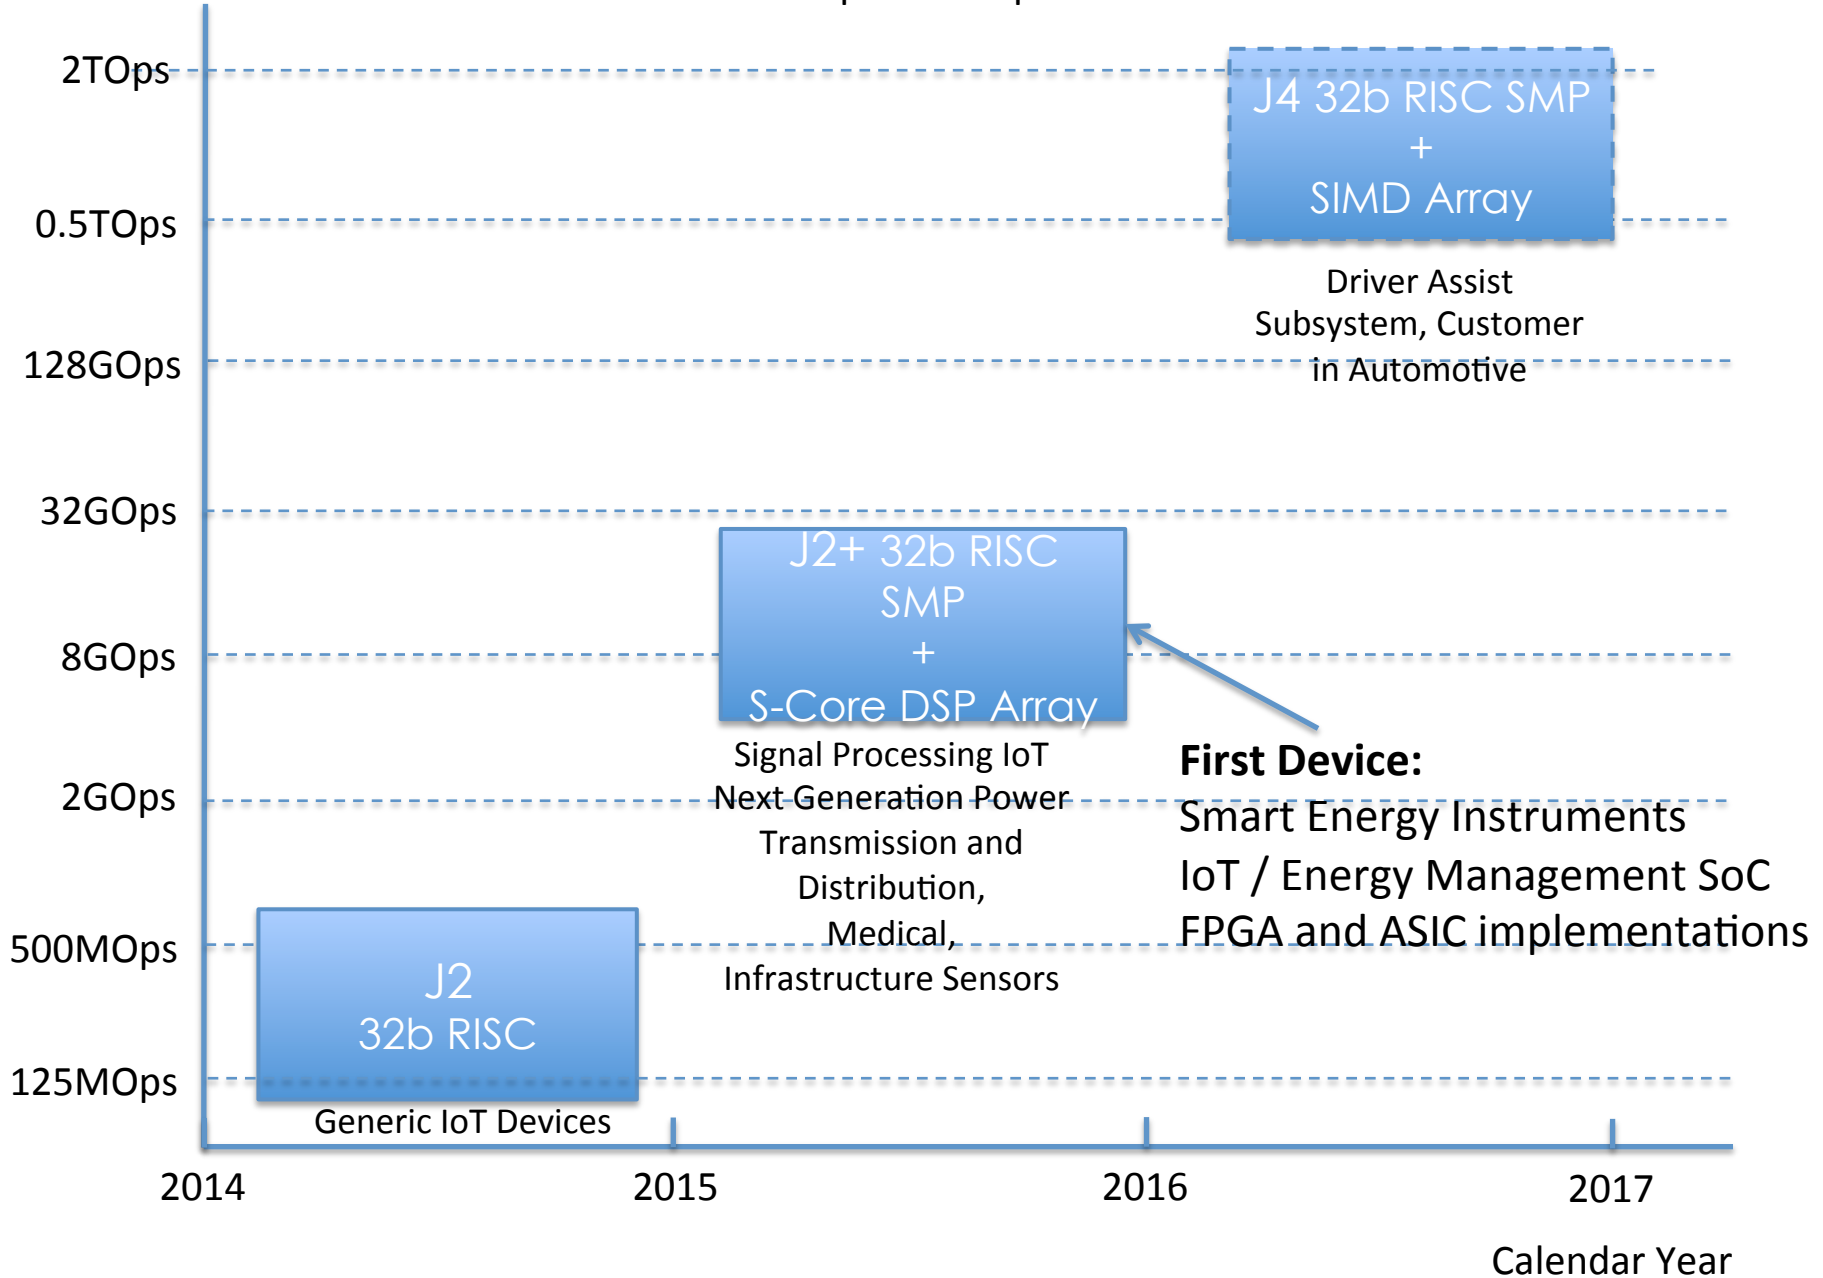 2TOps
J4 32b RISC SMP
+
SIMD Array
0.5TOps
Driver Assist
Subsystem, Customer
in Automotive
128GOps
32GOps
J2+ 32b RISC
SMP
+
S-Core DSP Array
8GOps
Signal Processing IoT
Next Generation Power
Transmission and
Distribution,
Medical,
Infrastructure Sensors
First Device:
Smart Energy Instruments
IoT / Energy Management SoC
FPGA and ASIC implementations
2GOps
500MOps
J2
32b RISC
125MOps
Generic IoT Devices
2014
2015
2016
2017
Calendar Year